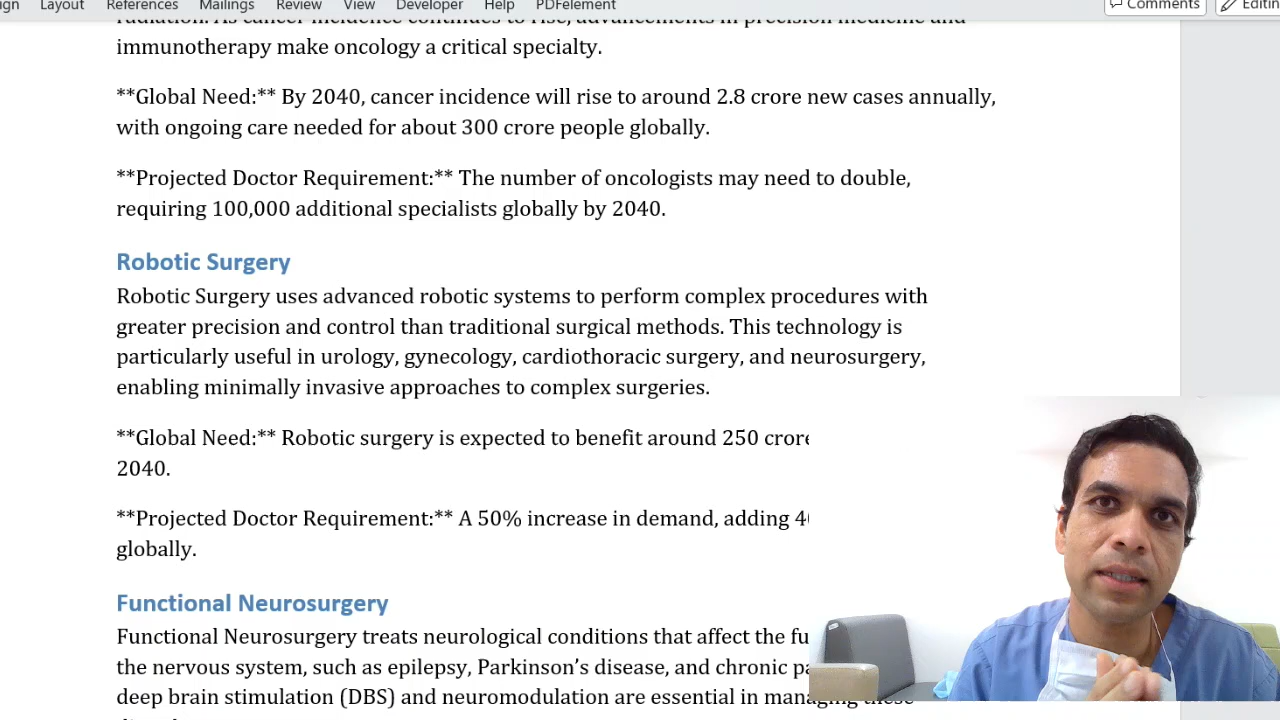 Layout References Mailings Review View Developer Help PDFelement Comments
immunotherapy make oncology a critical specialty.
**Global Need:** By 2040, cancer incidence will rise to around 2.8 crore new cases annually,
with ongoing care needed for about 300 crore people globally.
**Projected Doctor Requirement:** The number of oncologists may need to double,
requiring 100,000 additional specialists globally by 2040.
Robotic Surgery
Robotic Surgery uses advanced robotic systems to perform complex procedures with
greater precision and control than traditional surgical methods. This technology is
particularly useful in urology, gynecology, cardiothoracic surgery, and neurosurgery,
enabling minimally invasive approaches to complex surgeries.
**Global Need:** Robotic surgery is expected to benefit around 250 crore
2040.
**Projected Doctor Requirement:** A 50% increase in demand, adding
globally.
Functional Neurosurgery
Functional Neurosurgery treats neurological conditions that affect the
the nervous system, such as epilepsy, Parkinson's disease, and chronic
deep brain stimulation (DBS) and neuromodulation are essential in managing these